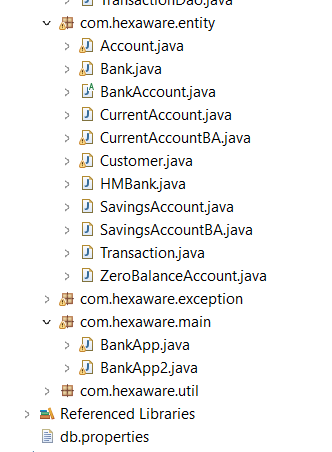 TransactionDao.java
com.hexaware.entity
Account.java
Bank.java
BankAccount.java
CurrentAccount.java
CurrentAccountBA.java
Customer.java
HMBank.java
SavingsAccount.java
SavingsAccountBA.java
Transaction.java
ZeroBalanceAccount.java
com.hexaware.exception
com.hexaware.main
BankApp.java
BankApp2.java
com.hexaware.util
Referenced Libraries
db.properties